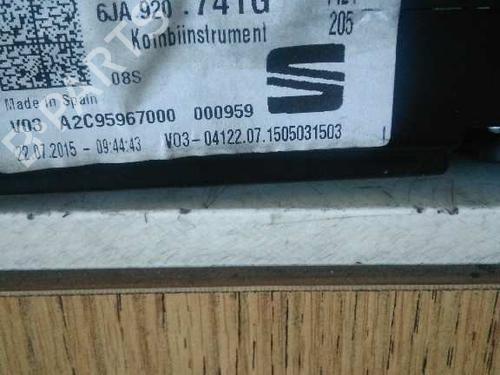 6JA 920 741G
Kombiinstrument
205
08S
Made in Spain
V03 A2C95967000 000959
22.07.2015 - 09:44:43
V03-04122.07.1505031503